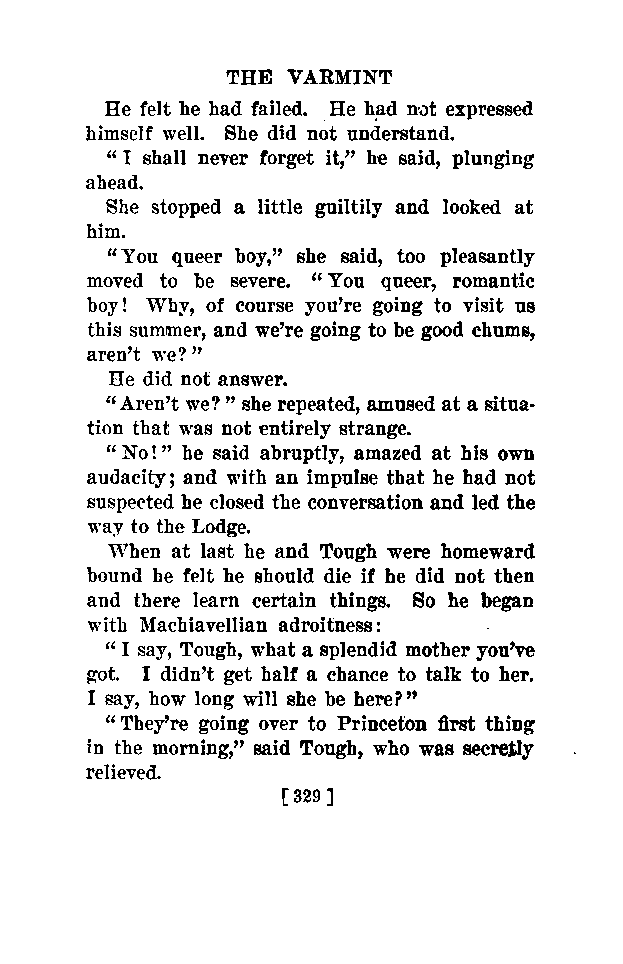 THE VARMINT
He felt he had failed. He had not expressed
himself well. She did not understand.
“I shall never forget it,” he said, plunging
ahead.
She stopped a little guiltily and looked at
him.
“You queer boy,” she said, too pleasantly
moved to be severe. “You queer, romantic
boy! Why, of course you're going to visit us
this summer, and we're going to be good chums,
aren't we?”
He did not answer.
“Aren't we?” she repeated, amused at a situa-
tion that was not entirely strange.
“No!” he said abruptly, amazed at his own
audacity; and with an impulse that he had not
suspected he closed the conversation and led the
way to the Lodge.
When at last he and Tough were homeward
bound he felt he should die if he did not then
and there learn certain things. So he began
with Machiavellian adroitness:
“I say, Tough, what a splendid mother you've
got. I didn't get half a chance to talk to her.
I say, how long will she be here?”
“They're going over to Princeton first thing
in the morning,” said Tough, who was secretly
relieved.
[329]